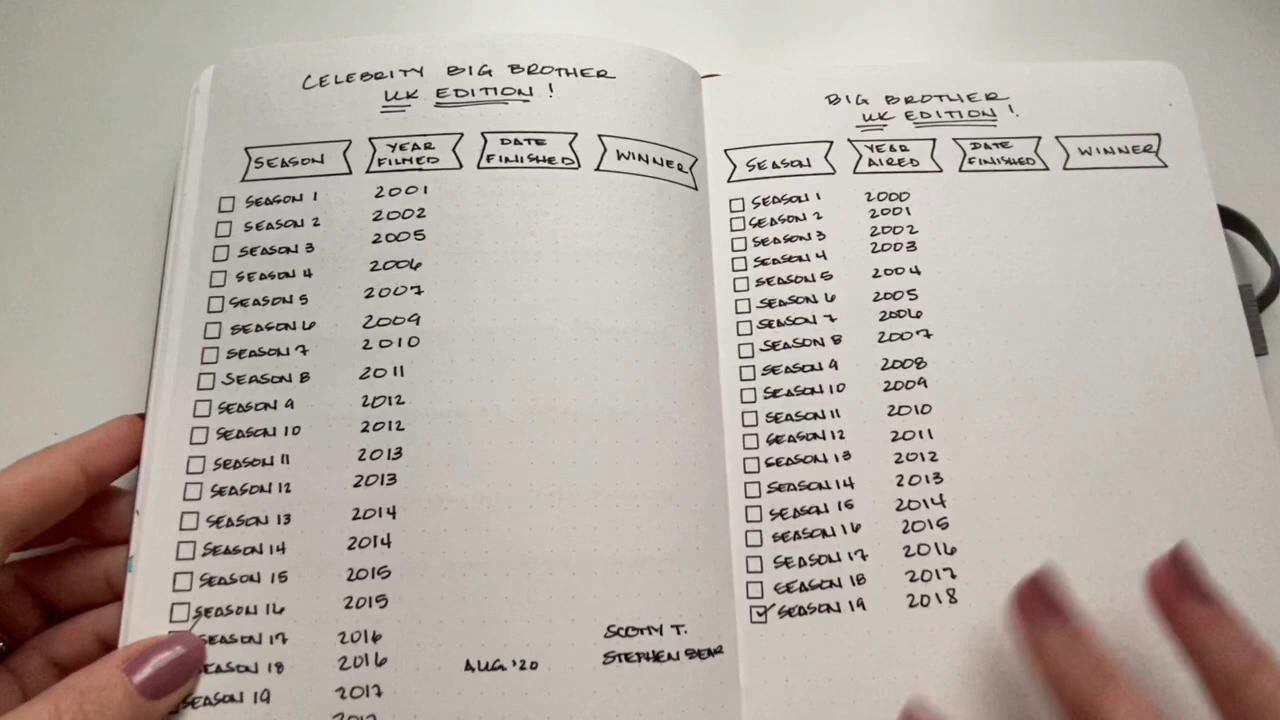 CELEBRITY BIG BROTHER
UK EDITION!
SEASON YEAR FILMED DATE FINISHED WINNER
SEASON 1 2001
SEASON 2 2002
SEASON 3 2005
SEASON 4 2006
SEASON 5 2007
SEASON 6 2009
SEASON 7 2010
SEASON 8 2011
SEASON 9 2012
SEASON 10 2012
SEASON 11 2013
SEASON 12 2013
SEASON 13 2014
SEASON 14 2014
SEASON 15 2015
SEASON 16 2015
SEASON 17 2016 SCOTTY T.
SEASON 18 2016 AUG. '20 STEPHEN BEAR
SEASON 19 2017
2017
BIG BROTHER
UK EDITION!
SEASON YEAR AIRED DATE FINISHED WINNER
SEASON 1 2000
SEASON 2 2001
SEASON 3 2002
SEASON 4 2003
SEASON 5 2004
SEASON 6 2005
SEASON 7 2006
SEASON 8 2007
SEASON 9 2008
SEASON 10 2009
SEASON 11 2010
SEASON 12 2011
SEASON 13 2012
SEASON 14 2013
SEASON 15 2014
SEASON 16 2015
SEASON 17 2016
SEASON 18 2017
SEASON 19 2018